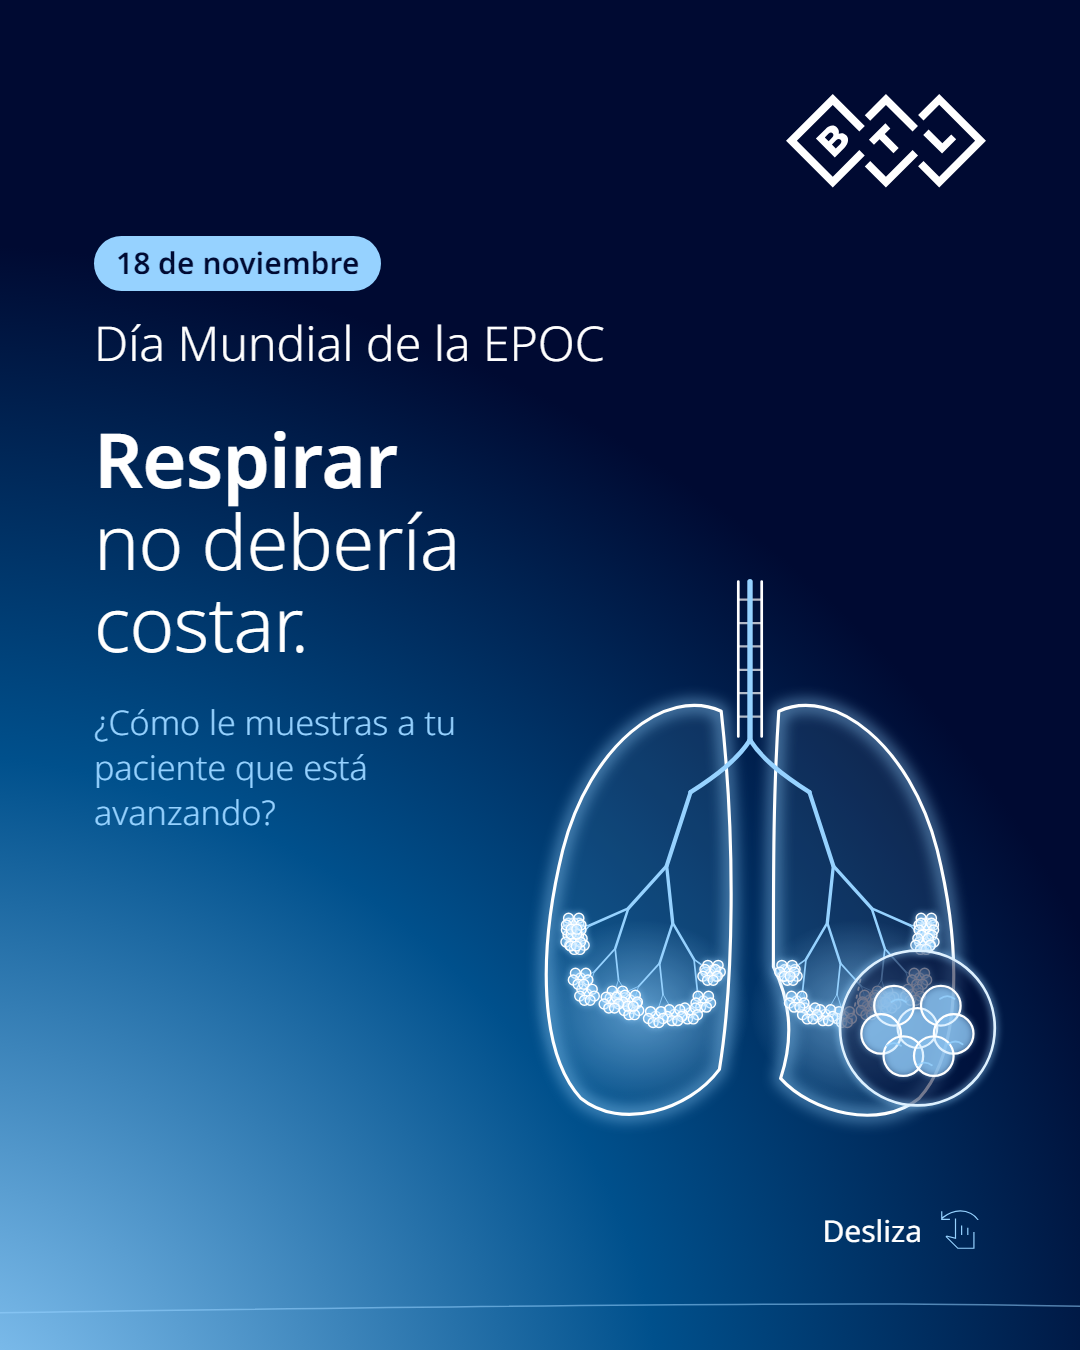 BTL
18 de noviembre
Día Mundial de la EPOC
Respirar
no debería
costar.
¿Cómo le muestras a tu
paciente que está
avanzando?
Desliza